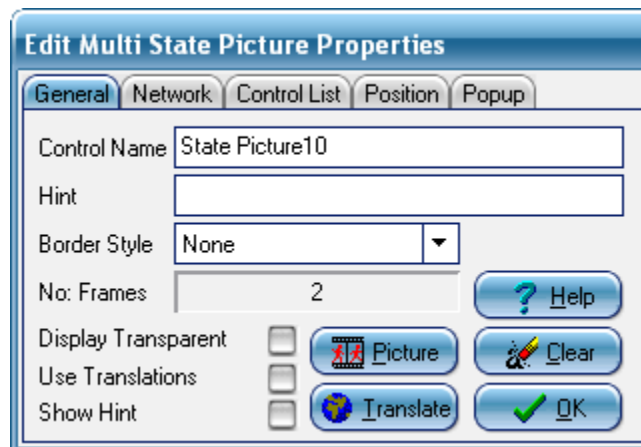 Edit Multi State Picture Properties
General Network Control List Position Popup
Control Name State Picture10
Hint
Border Style None
No: Frames 2 Help
Display Transparent Picture Clear
Use Translations
Show Hint Translate OK